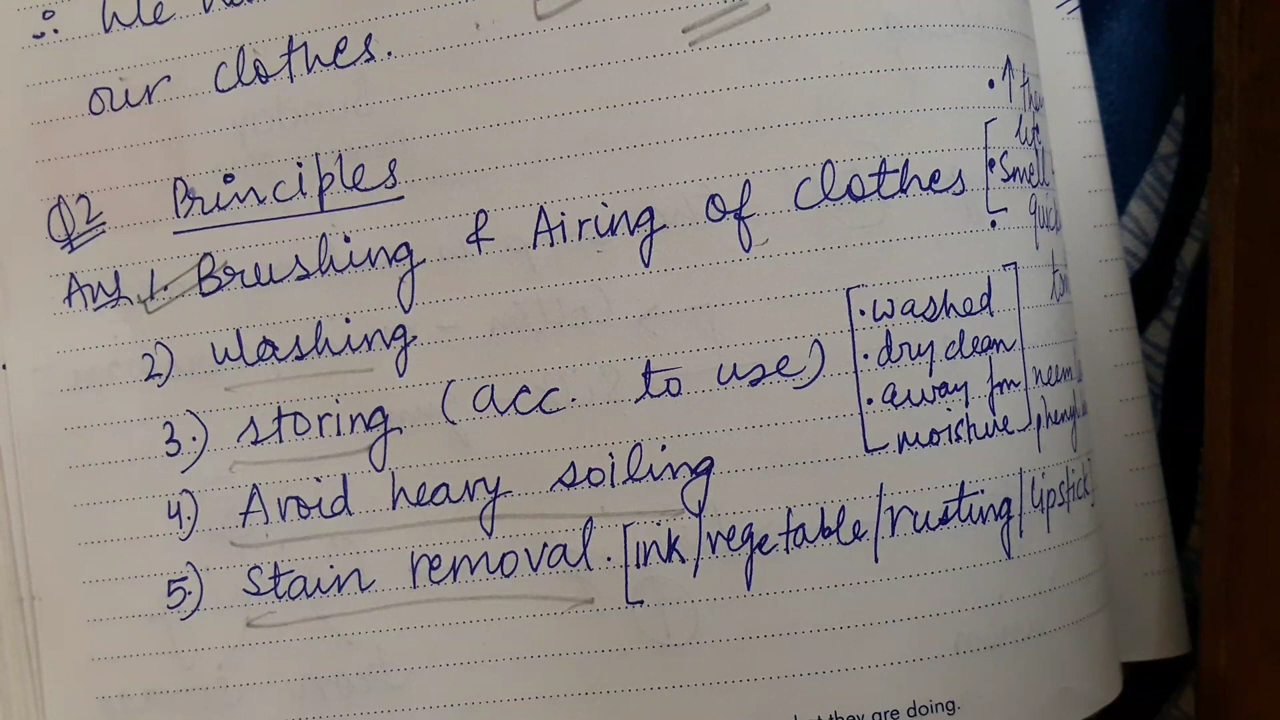 ∴ We
our clothes.
Q2 Principles
Ans 1. Brushing & Airing of clothes [• ↑
• Smell
•
2) Washing
3.) storing (acc. to use) [• washed
• dry clean
• away fm neem
moisture]
4.) Avoid heavy soiling
5.) Stain removal. [ink/vegetable/rusting/lipstick]
they are doing.